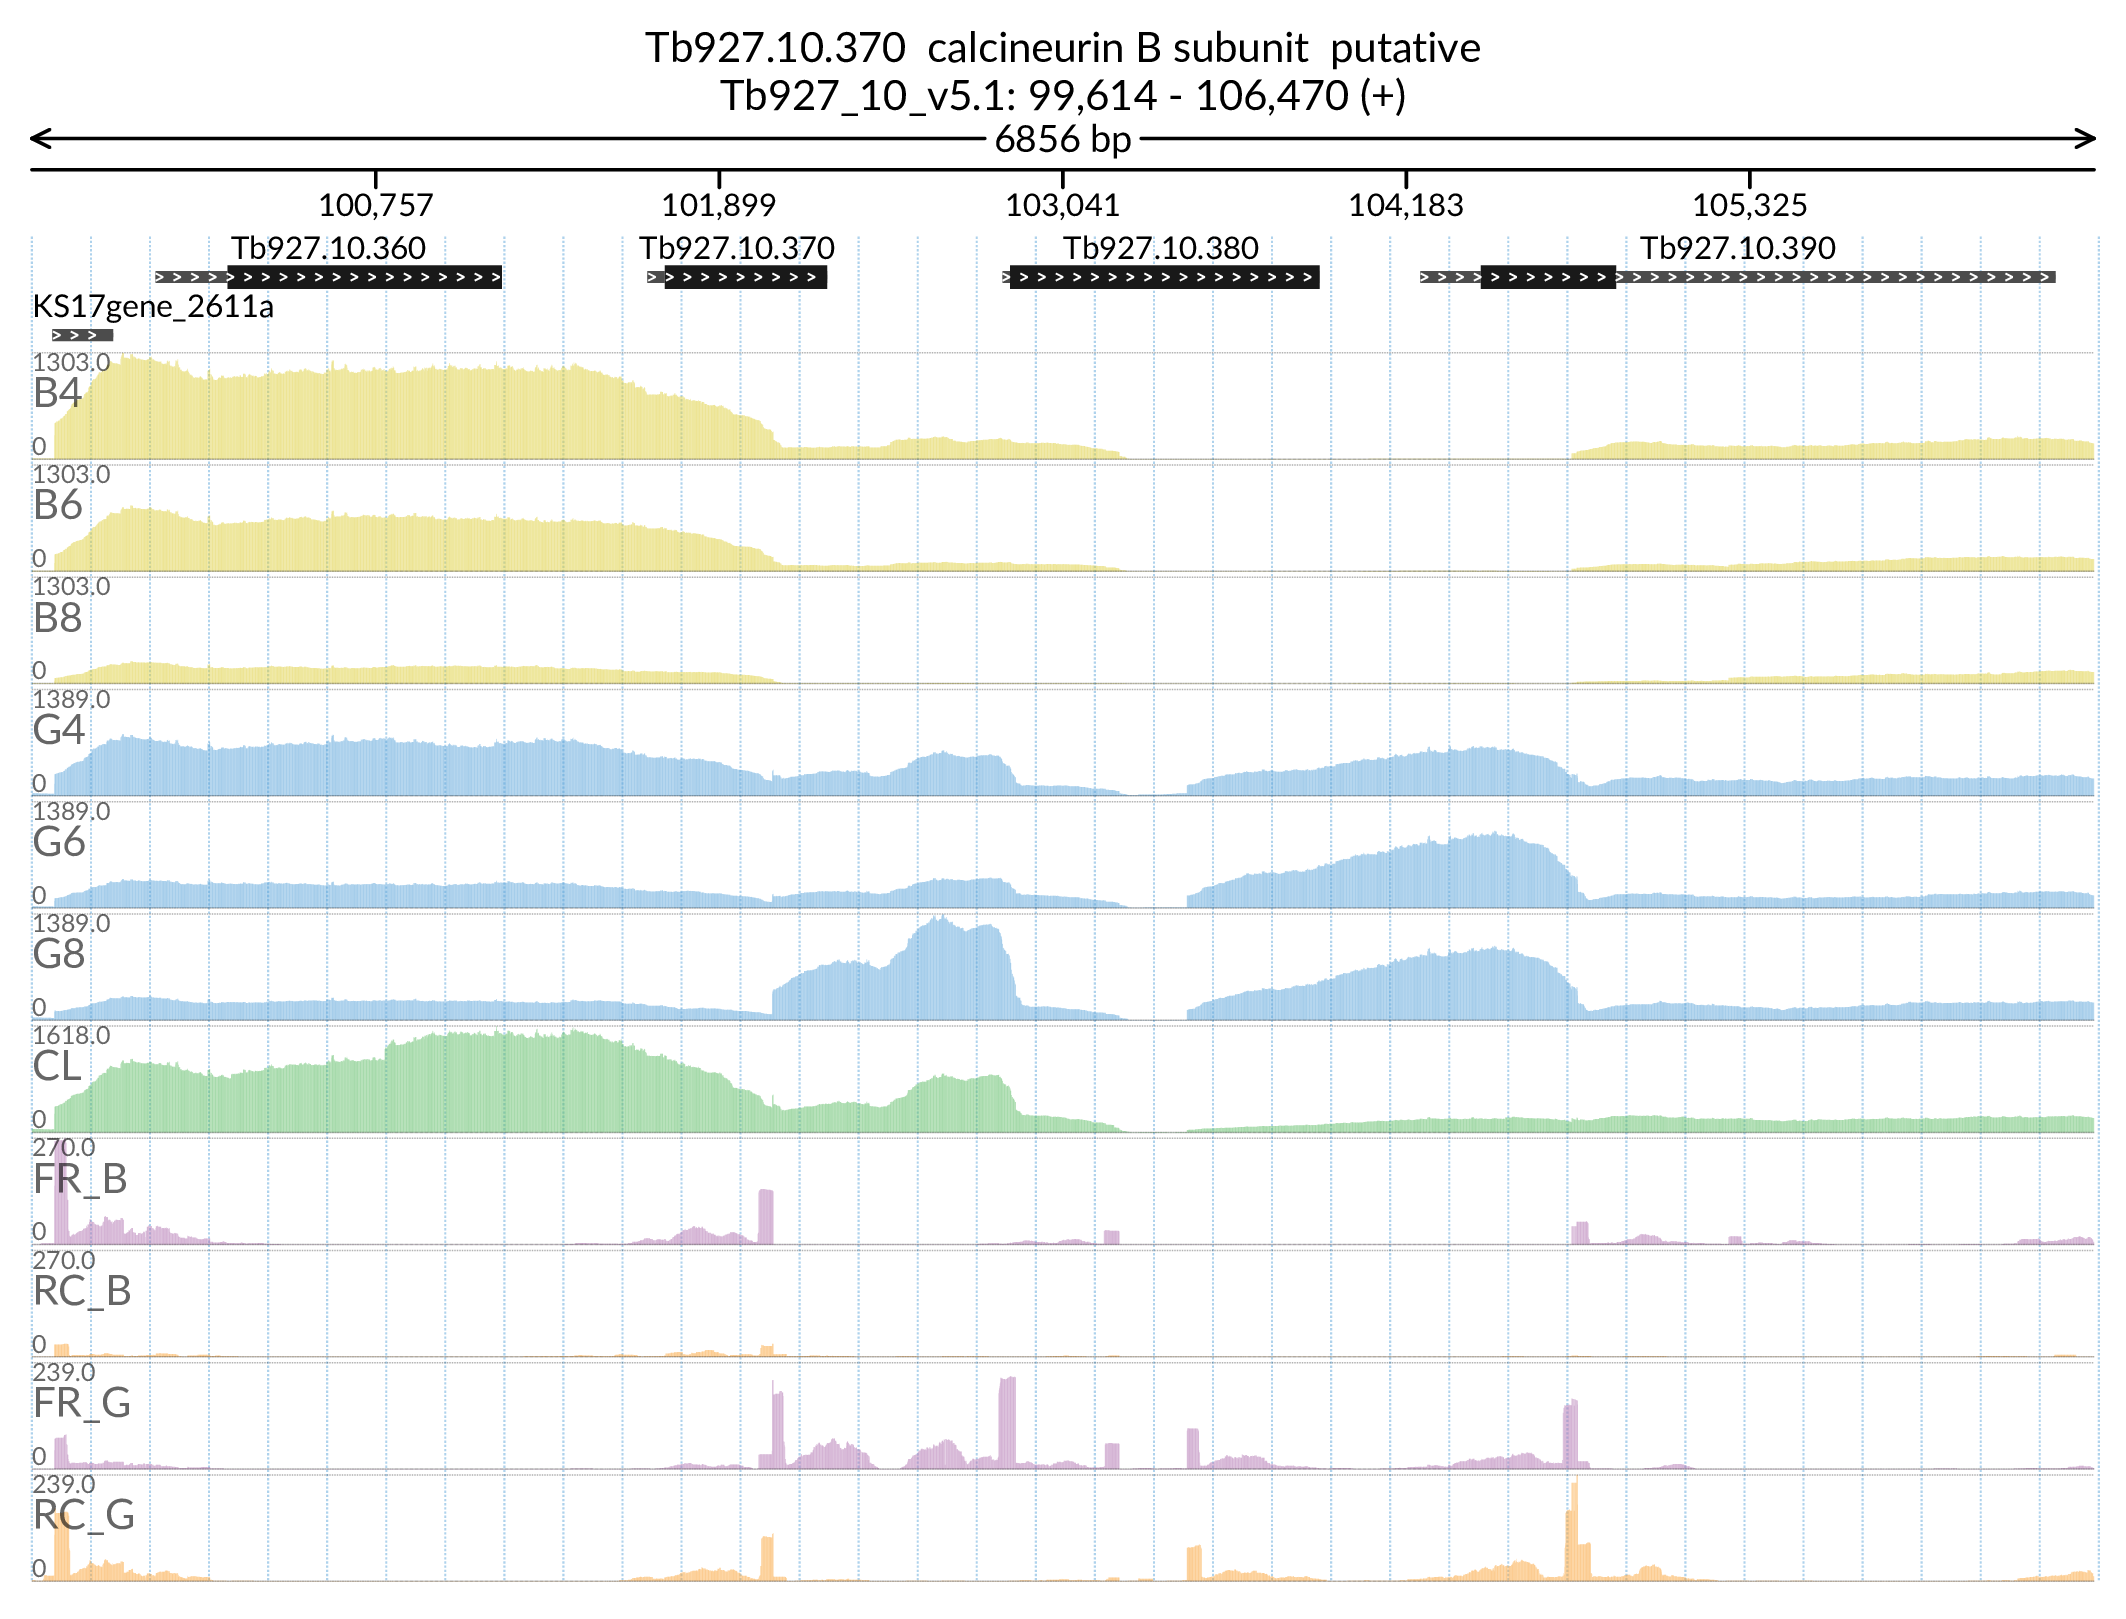 Tb927.10.370  calcineurin B subunit  putative
Tb927_10_v5.1: 99,614 - 106,470 (+)
6856 bp
100,757 101,899 103,041 104,183 105,325
Tb927.10.360 Tb927.10.370 Tb927.10.380 Tb927.10.390
KS17gene_2611a
1303.0
B4
0
1303.0
B6
0
1303.0
B8
0
1389.0
G4
0
1389.0
G6
0
1389.0
G8
0
1618.0
CL
0
270.0
FR_B
0
270.0
RC_B
0
239.0
FR_G
0
239.0
RC_G
0